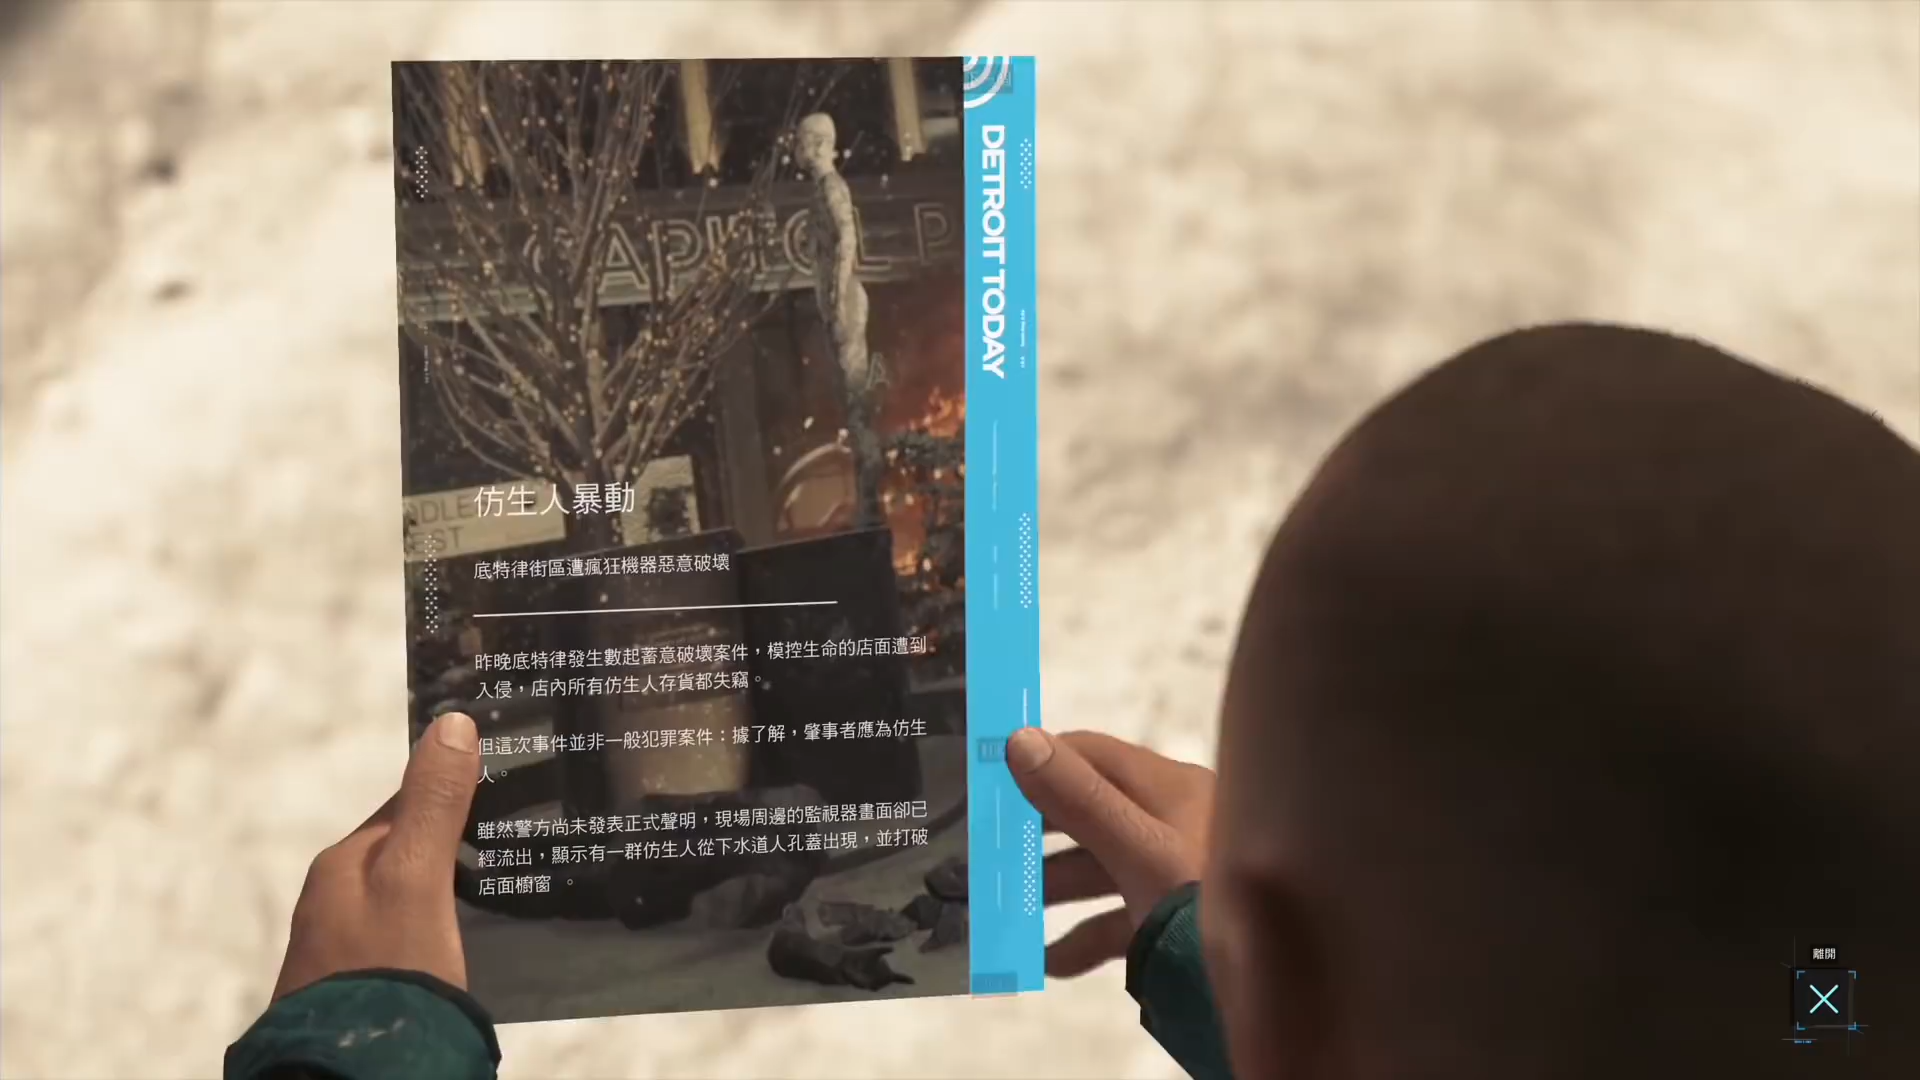 DETROIT TODAY
CAPITOL P
仿生人暴動
底特律街區遭瘋狂機器惡意破壞
昨晚底特律發生數起蓄意破壞案件，模控生命的店面遭到
入侵，店內所有仿生人存貨都失竊。
但這次事件並非一般犯罪案件：據了解，肇事者應為仿生
人。
雖然警方尚未發表正式聲明，現場周邊的監視器畫面卻已
經流出，顯示有一群仿生人從下水道人孔蓋出現，並打破
店面櫥窗 。
離開